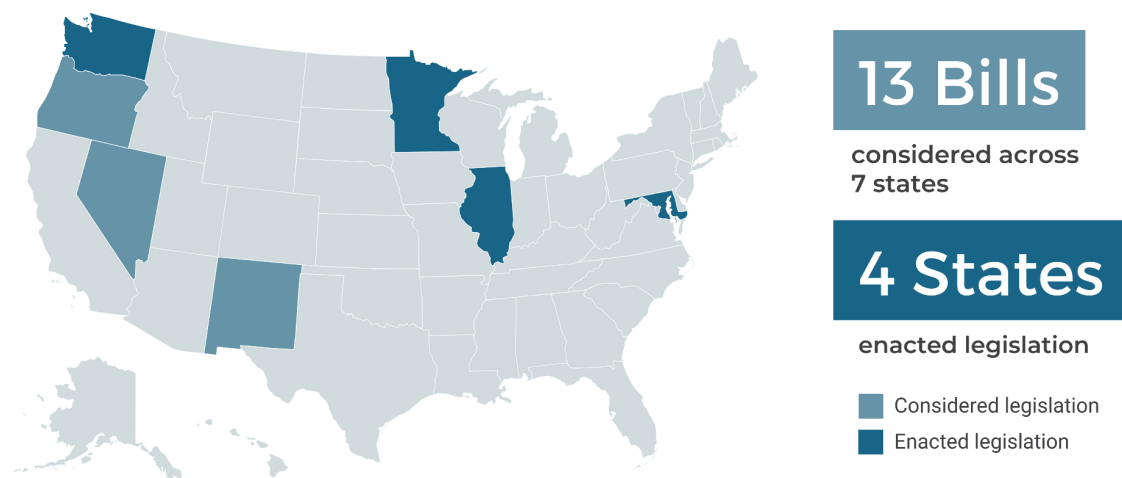 13 Bills
considered across
7 states
4 States
enacted legislation
Considered legislation
Enacted legislation